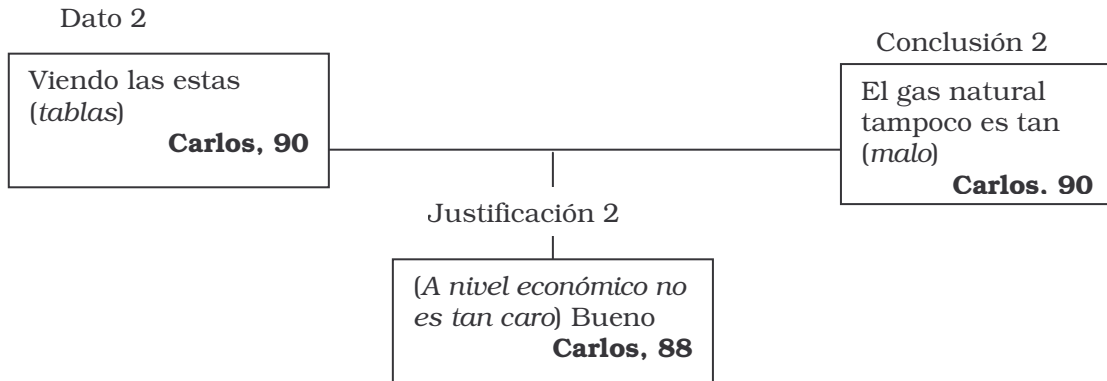 Dato 2
Viendo las estas
(tablas)
Carlos, 90
Conclusión 2
El gas natural
tampoco es tan
(malo)
Carlos. 90
Justificación 2
(A nivel económico no
es tan caro) Bueno
Carlos, 88